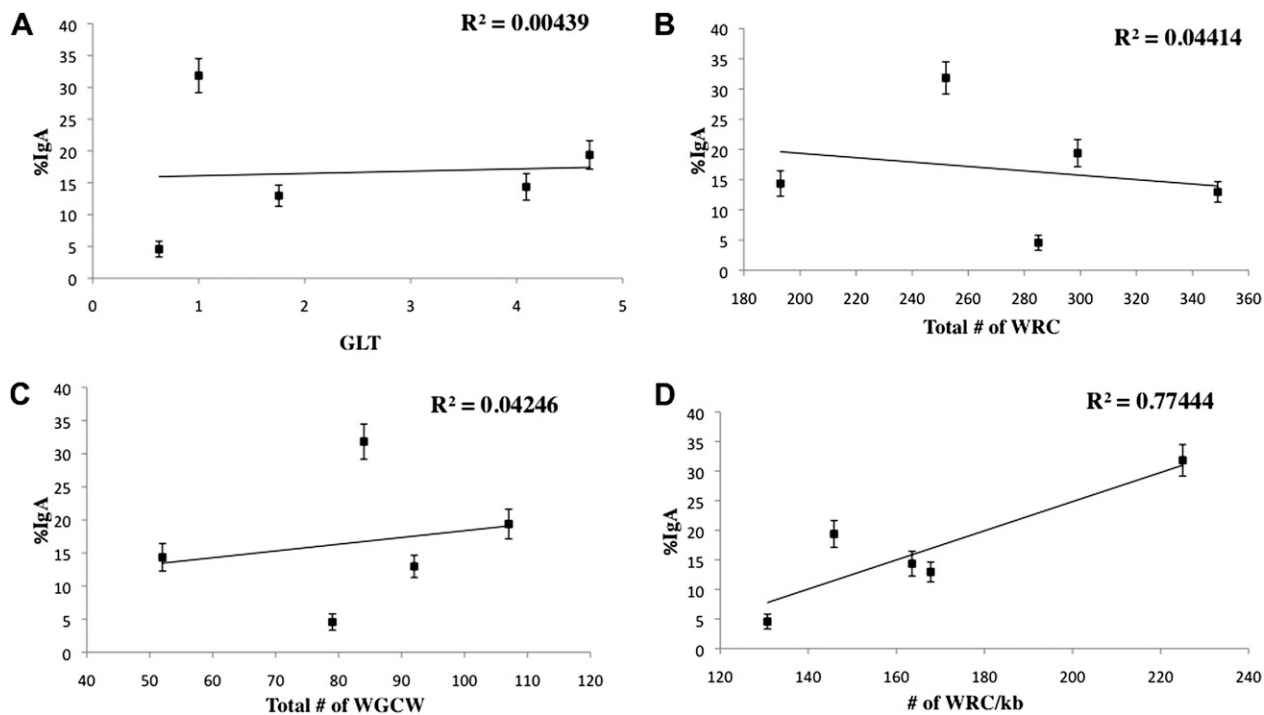 A
R² = 0.00439
40
35
30
25
20
15
10
5
0
%IgA
0 1 2 3 4 5
GLT
B
R² = 0.04414
40
35
30
25
20
15
10
5
0
%IgA
180 200 220 240 260 280 300 320 340 360
Total # of WRC
C
R² = 0.04246
40
35
30
25
20
15
10
5
0
%IgA
40 50 60 70 80 90 100 110 120
Total # of WGCW
D
R² = 0.77444
40
35
30
25
20
15
10
5
0
%IgA
120 140 160 180 200 220 240
# of WRC/kb